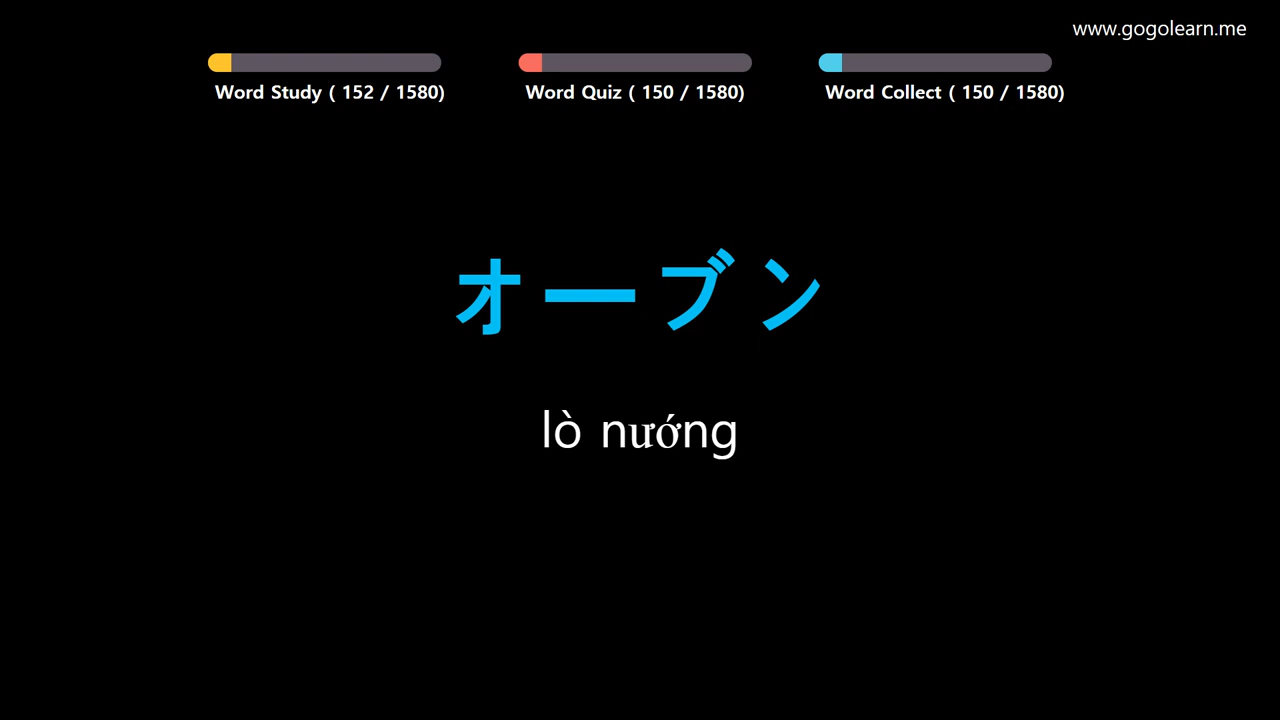 www.gogolearn.me
Word Study ( 152 / 1580)
Word Quiz ( 150 / 1580)
Word Collect ( 150 / 1580)
オーブン
lò nướng